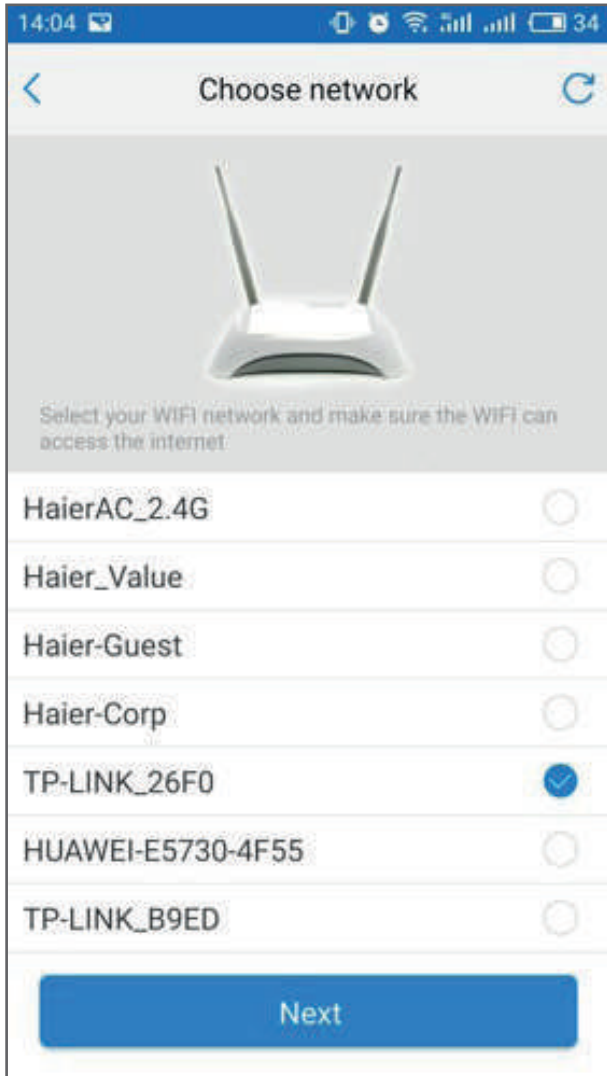 14:04 34
Choose network
Select your WIFI network and make sure the WIFI can
access the internet
HaierAC_2.4G
Haier_Value
Haier-Guest
Haier-Corp
TP-LINK_26F0
HUAWEI-E5730-4F55
TP-LINK_B9ED
Next